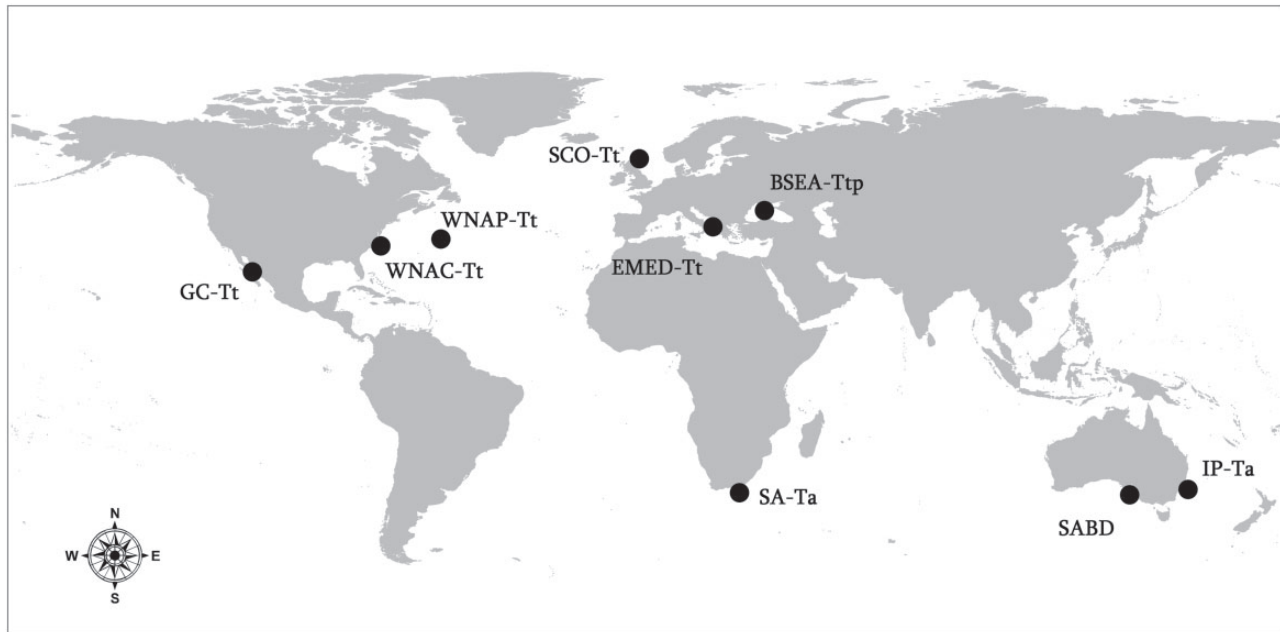 SCO-Tt
BSEA-Ttp
WNAP-Tt
WNAC-Tt
EMED-Tt
GC-Tt
IP-Ta
SA-Ta
SABD
N
W E
S